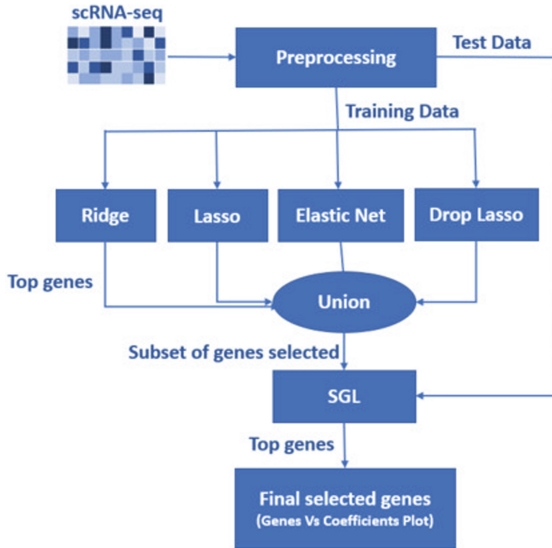 scRNA-seq
Preprocessing
Test Data
Training Data
Ridge
Lasso
Elastic Net
Drop Lasso
Top genes
Union
Subset of genes selected
SGL
Top genes
Final selected genes
(Genes Vs Coefficients Plot)